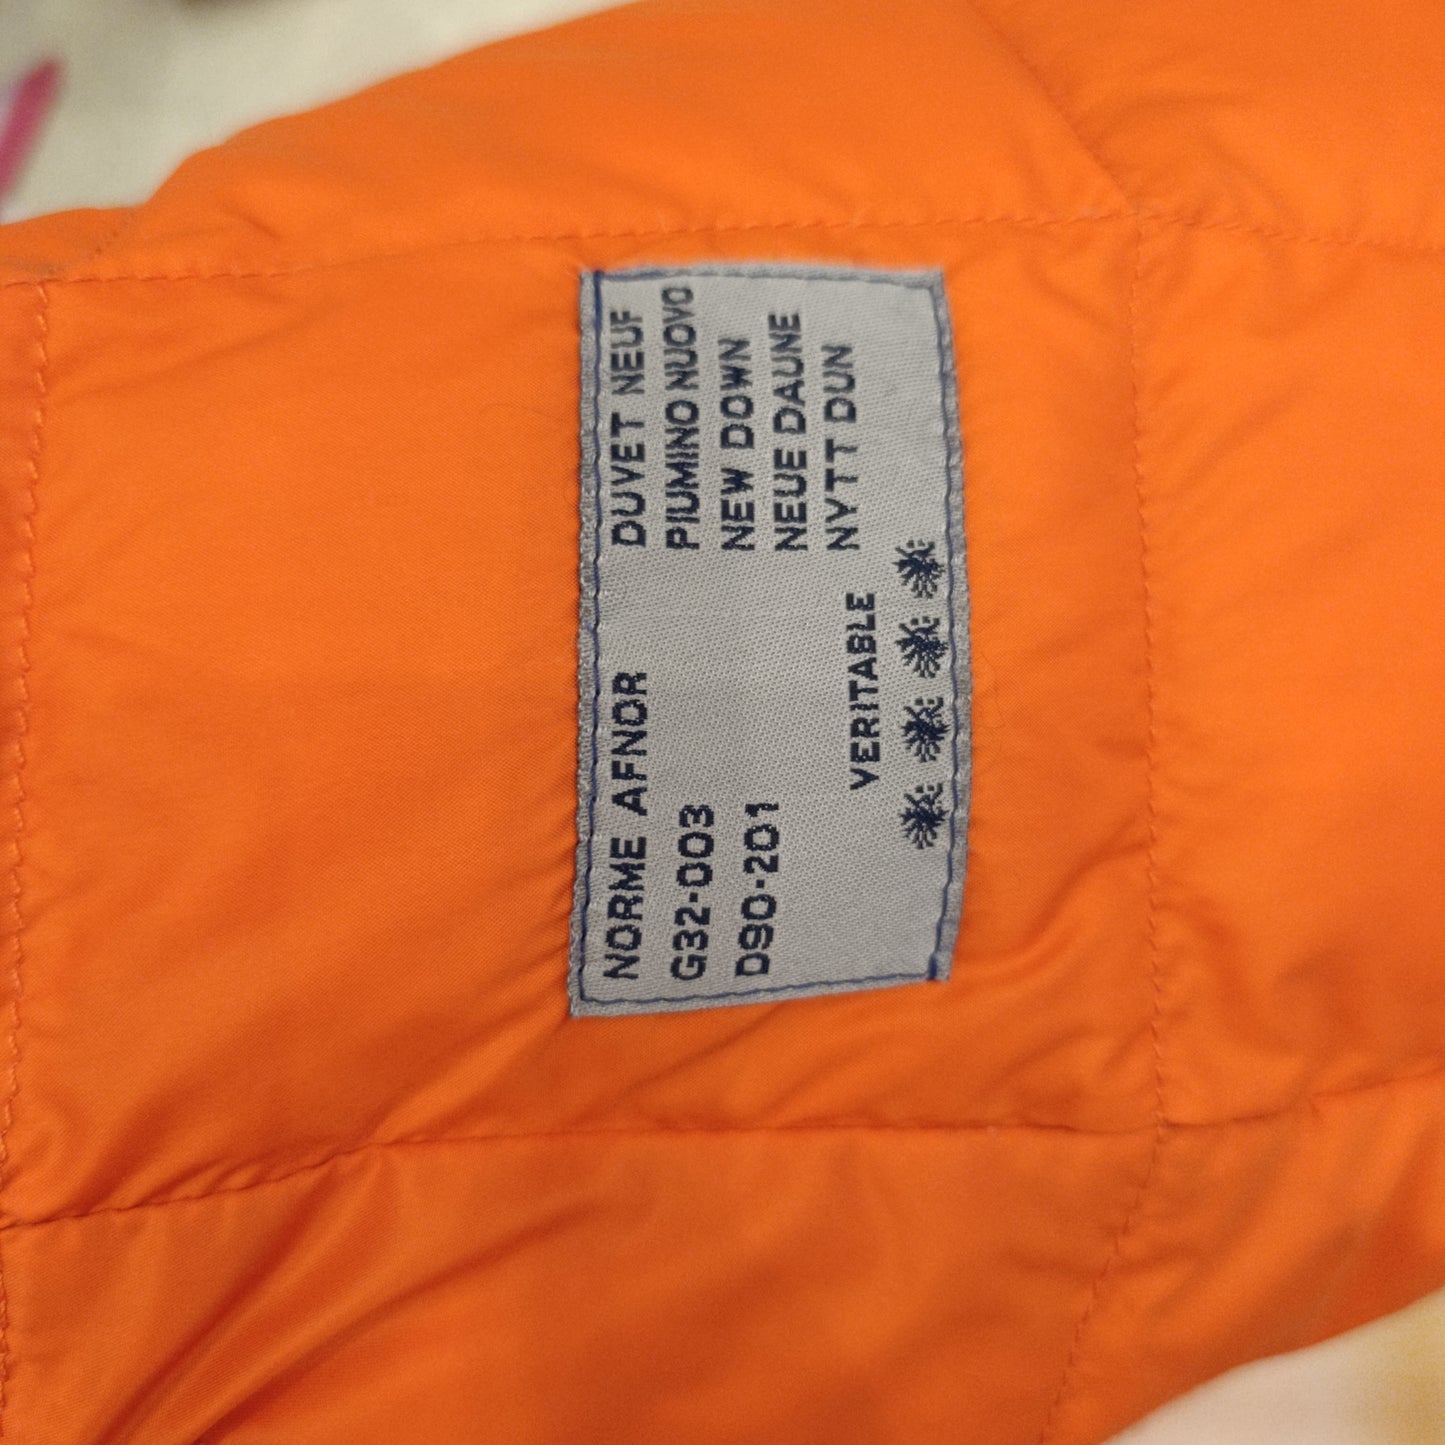 NORME AFNOR
G32-003
D90-201
DUVET NEUF
PIUMINO NUOVO
NEW DOWN
NEUE DAUNE
NYTT DUN
VERITABLE